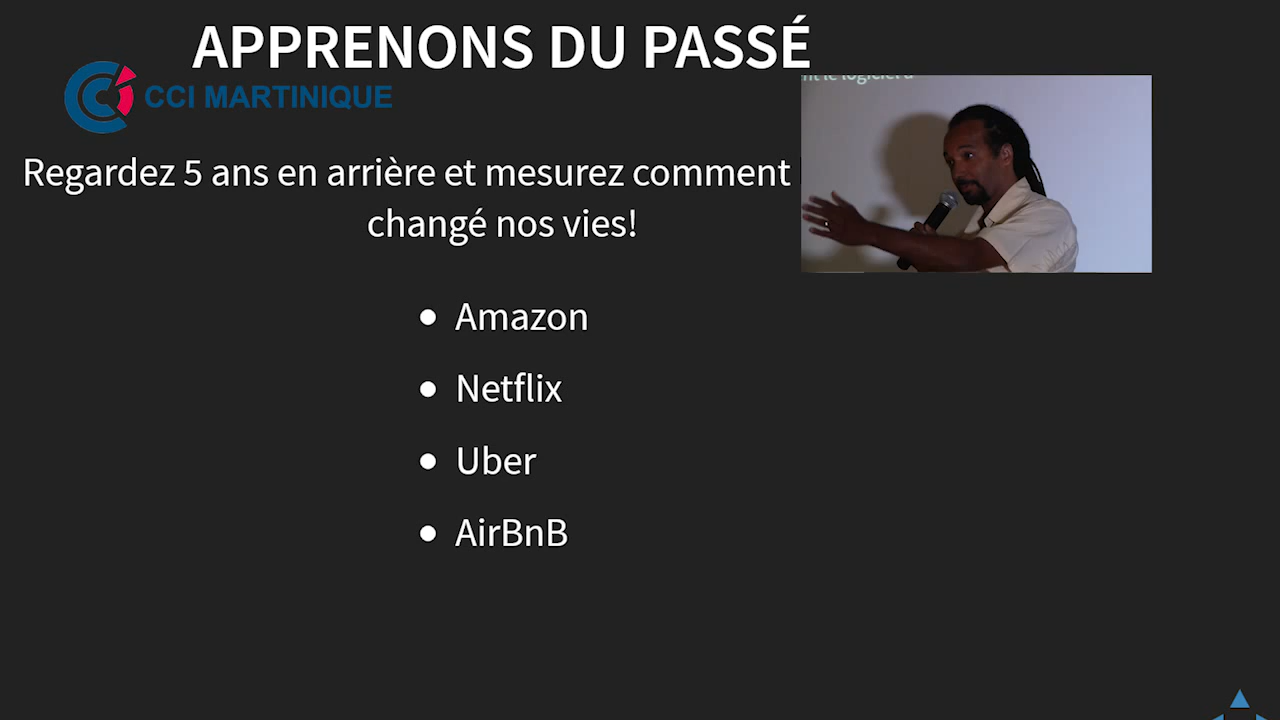 APPRENONS DU PASSÉ
CCI MARTINIQUE
Regardez 5 ans en arrière et mesurez comment
changé nos vies!
Amazon
Netflix
Uber
AirBnB